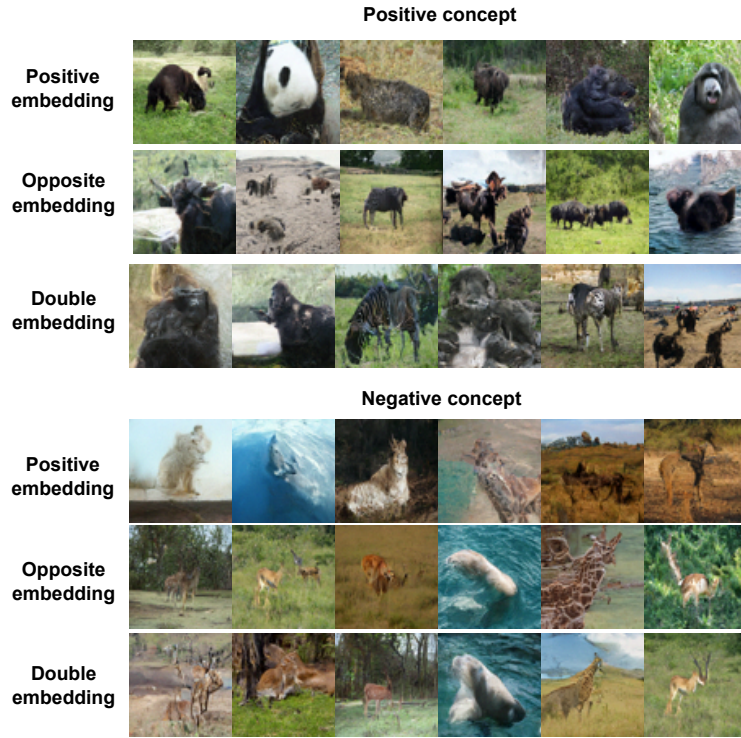 Positive concept
Positive
embedding
Opposite
embedding
Double
embedding
Negative concept
Positive
embedding
Opposite
embedding
Double
embedding